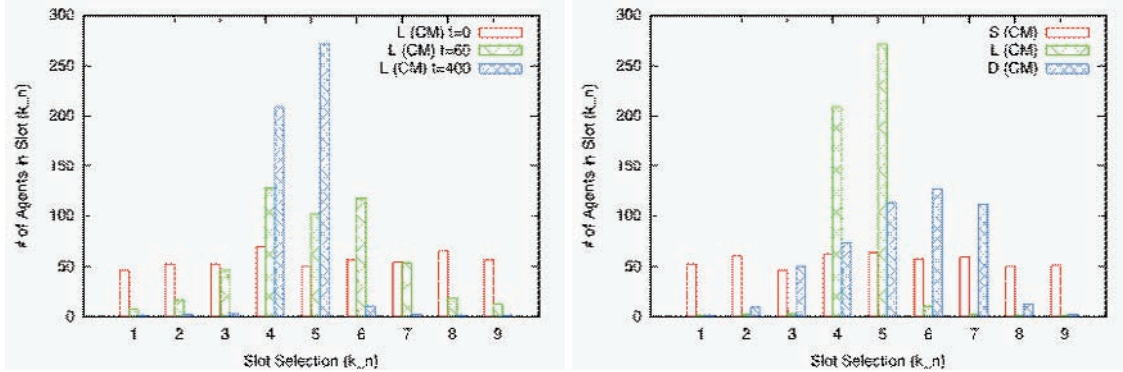 300
250
200
150
100
50
0
# of Agents in Slot (k_n)
L (CM) t=0
L (CM) t=60
L (CM) t=400
1 2 3 4 5 6 7 8 9
Slot Selection (k_n)
300
250
200
150
100
50
0
# of Agents in Slot (k_n)
S (CM)
L (CM)
D (CM)
1 2 3 4 5 6 7 8 9
Slot Selection (k_n)